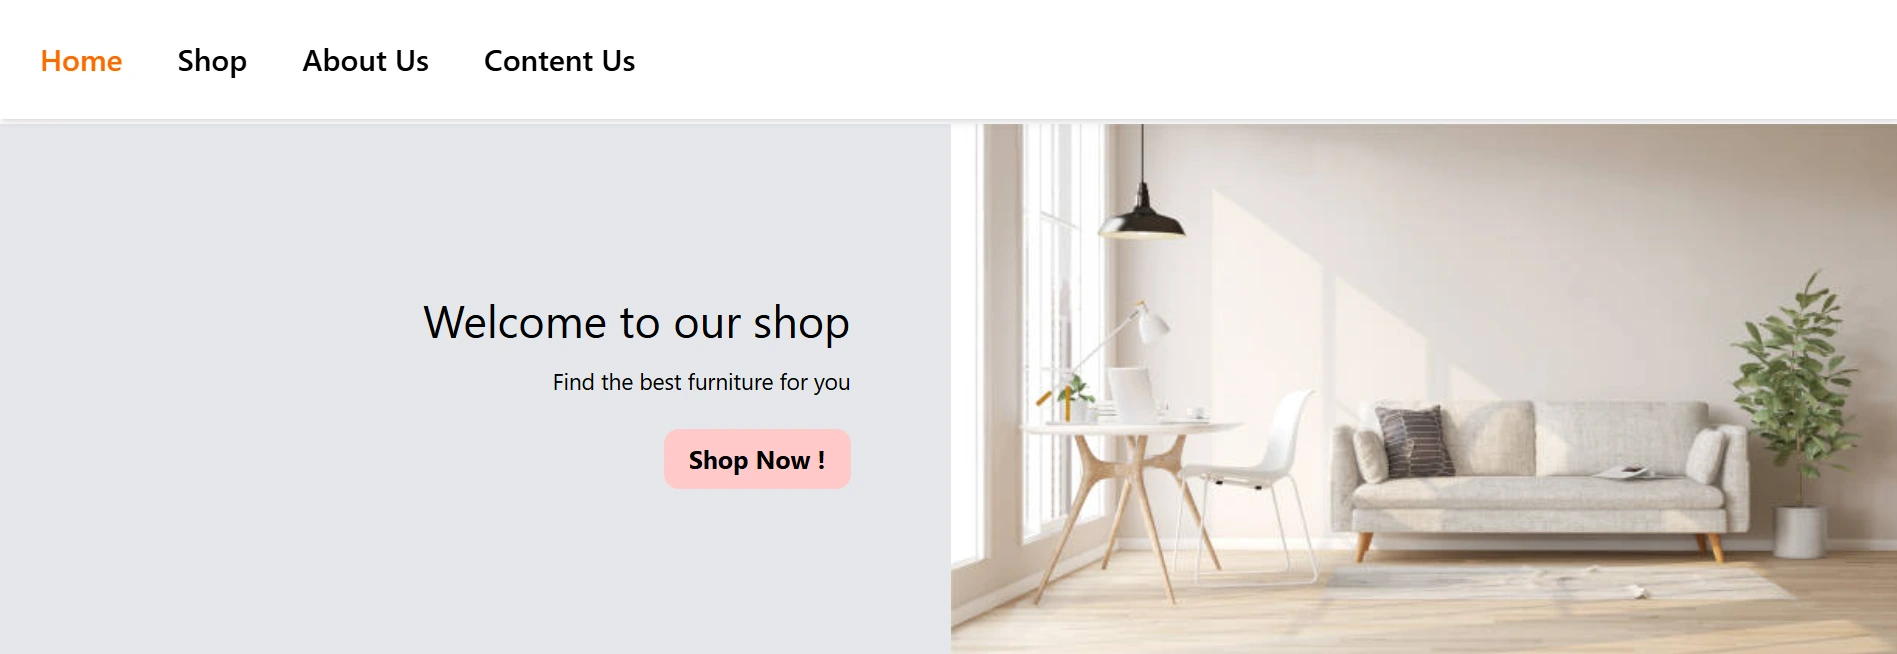 Home Shop About Us Content Us
Welcome to our shop
Find the best furniture for you
Shop Now !